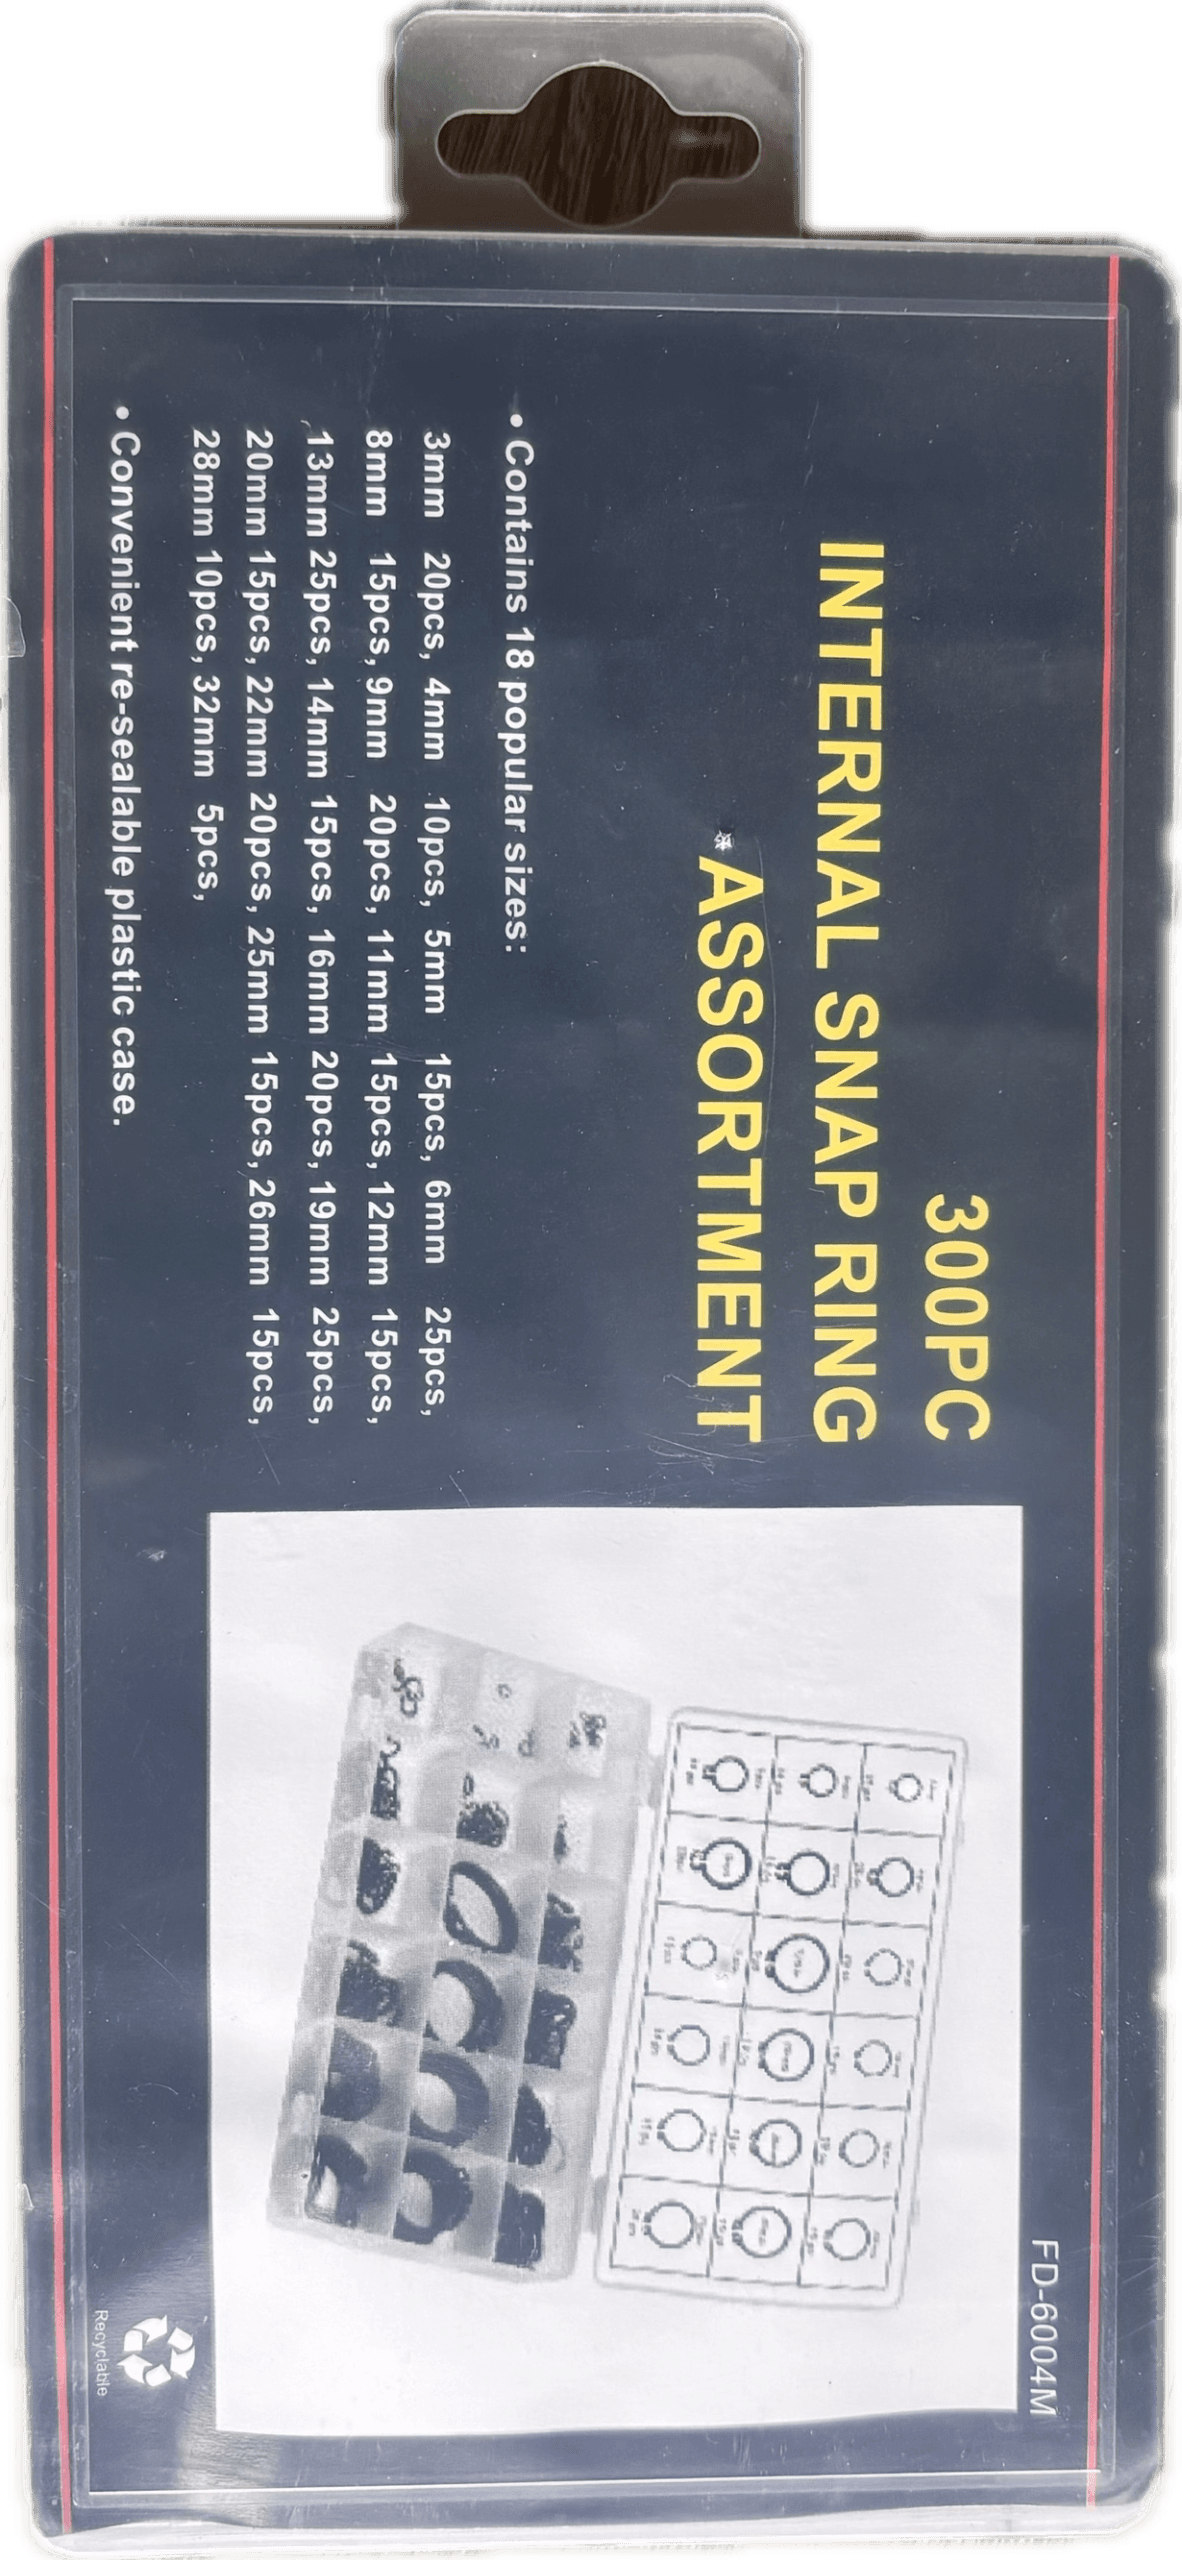 FD-6004M
300PC
INTERNAL SNAP RING
ASSORTMENT
• Contains 18 popular sizes:
3mm 20pcs, 4mm 10pcs, 5mm 15pcs, 6mm 25pcs,
8mm 15pcs, 9mm 20pcs, 11mm 15pcs, 12mm 15pcs,
13mm 25pcs, 14mm 15pcs, 16mm 20pcs, 19mm 25pcs,
20mm 15pcs, 22mm 20pcs, 25mm 15pcs, 26mm 15pcs,
28mm 10pcs, 32mm 5pcs,
• Convenient re-sealable plastic case.
Recyclable